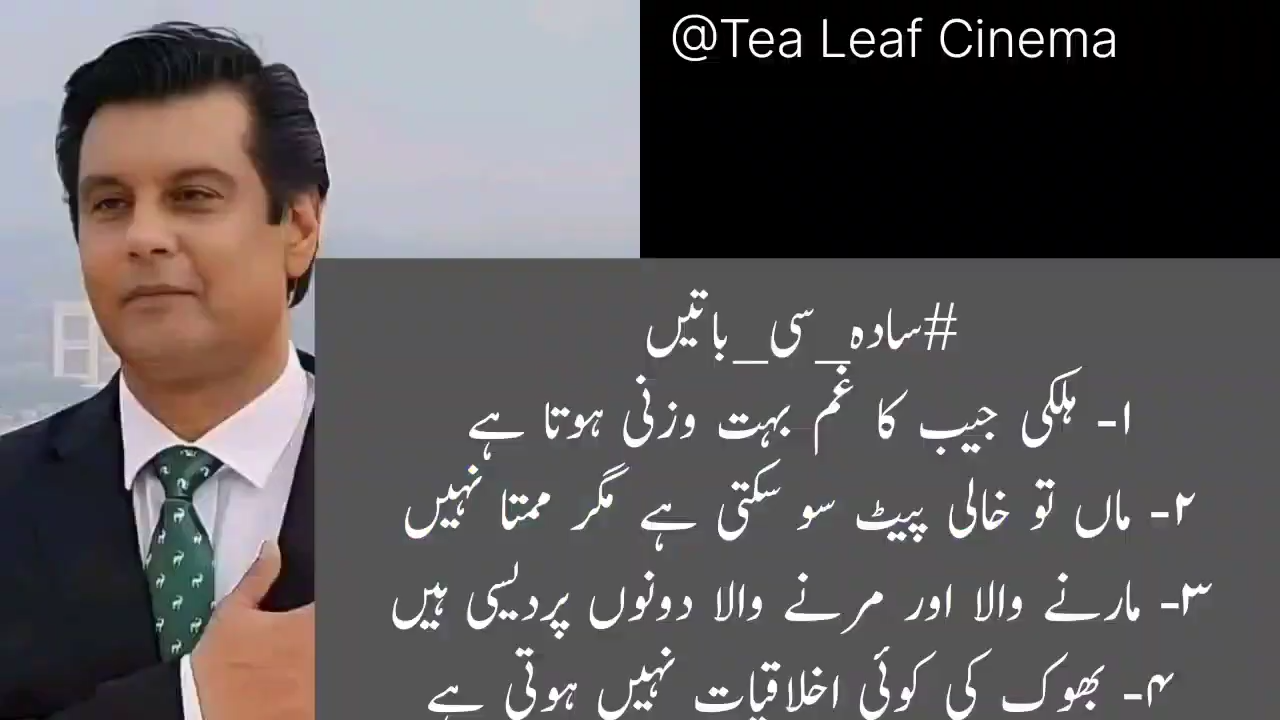 @Tea Leaf Cinema
#سادہ_سی_باتیں
۱- ہلکی جیب کا غم بہت وزنی ہوتا ہے
۲- ماں تو خالی پیٹ سو سکتی ہے مگر ممتا نہیں
۳- مارنے والا اور مرنے والا دونوں پردیسی ہیں
۴- بھوک کی کوئی اخلاقیات نہیں ہوتی ہے